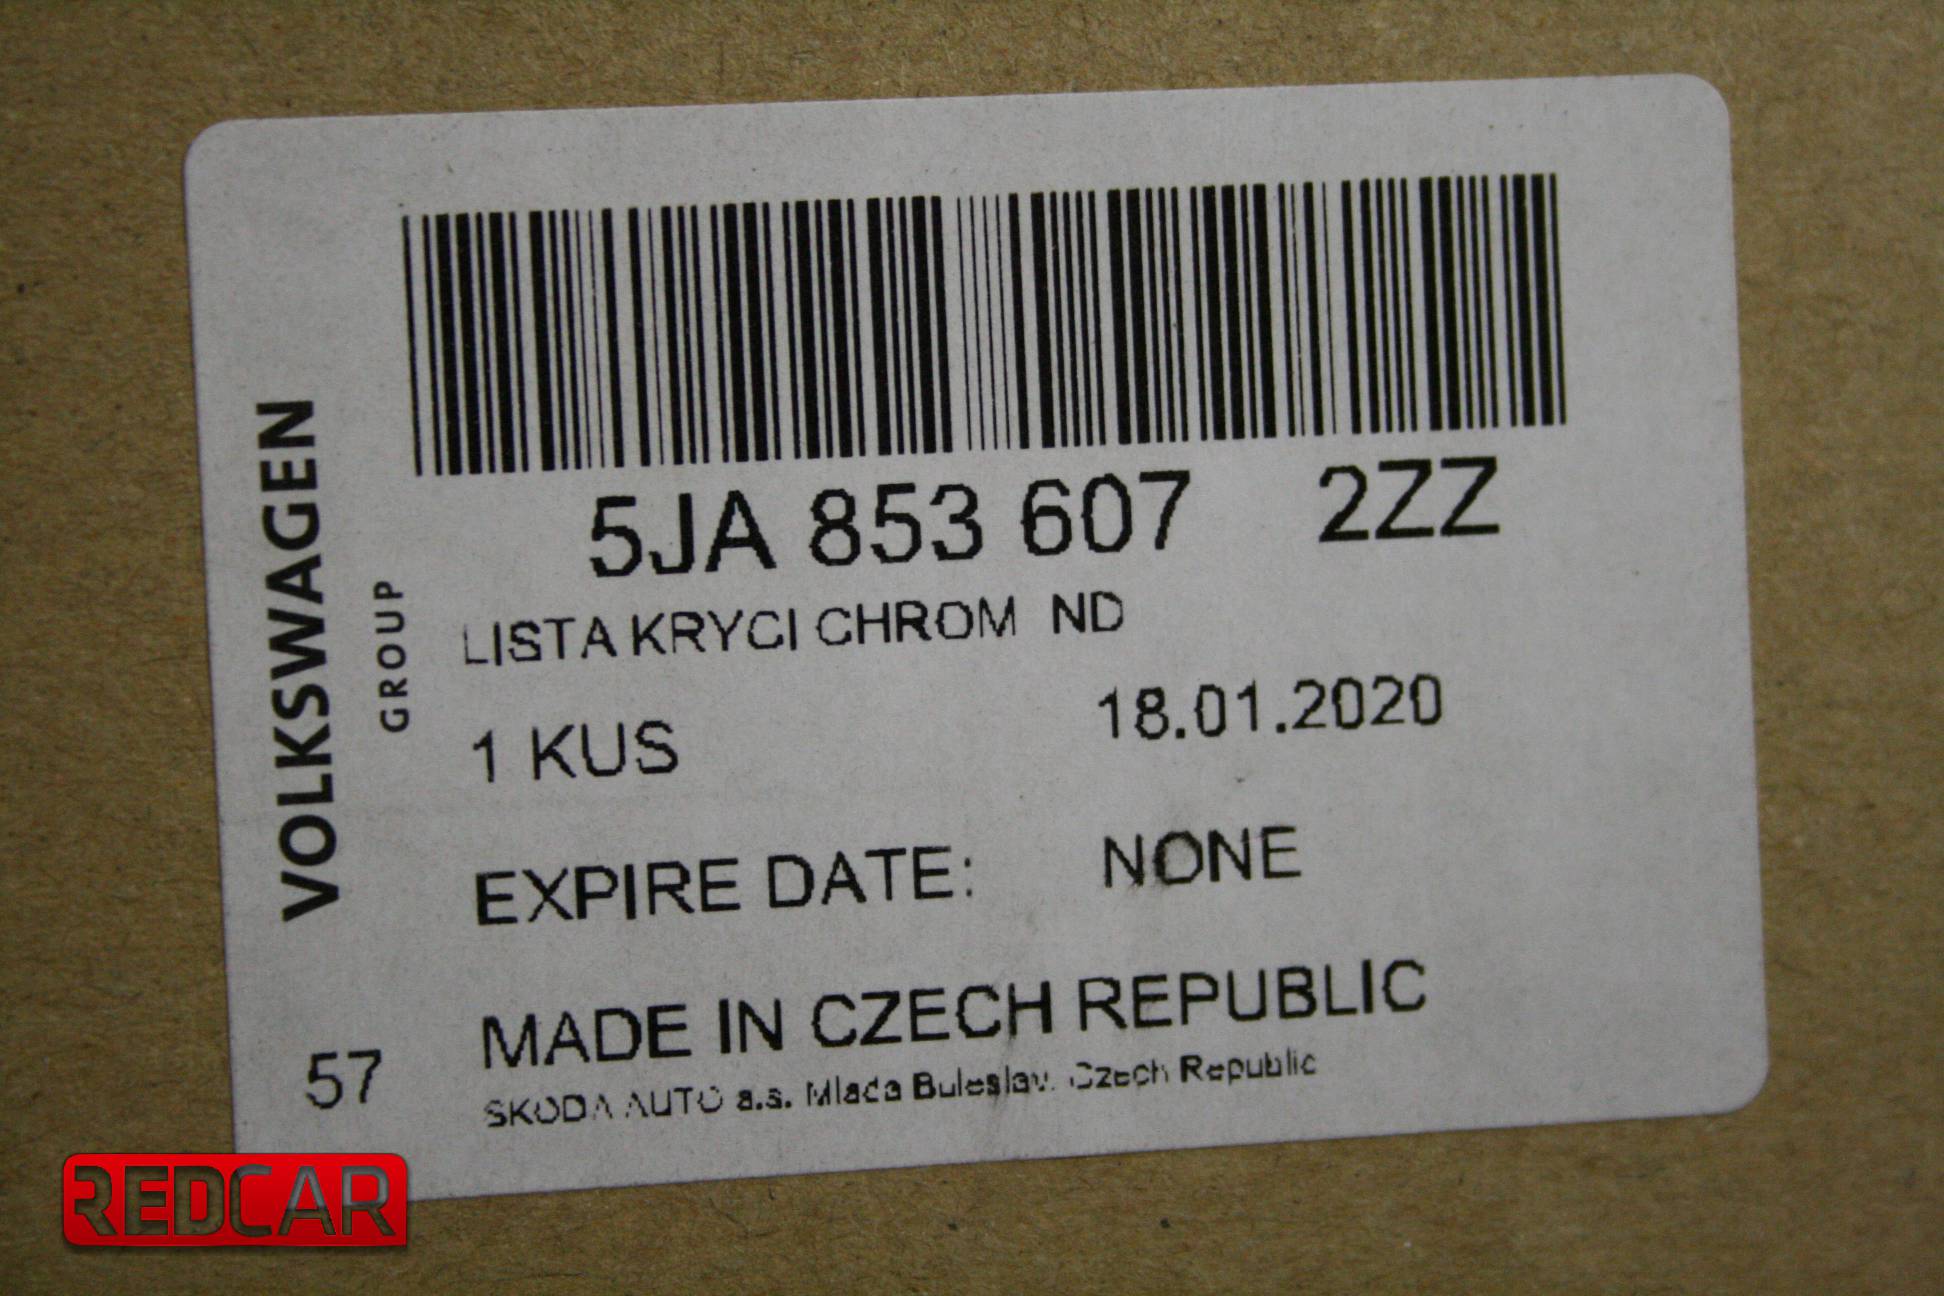 5JA 853 607 2ZZ
LISTA KRYCI CHROM ND
1 KUS 18.01.2020
EXPIRE DATE: NONE
MADE IN CZECH REPUBLIC
SKODA AUTO a.s. Mlada Buleslav, Czech Republic
VOLKSWAGEN
GROUP
57
REDCAR